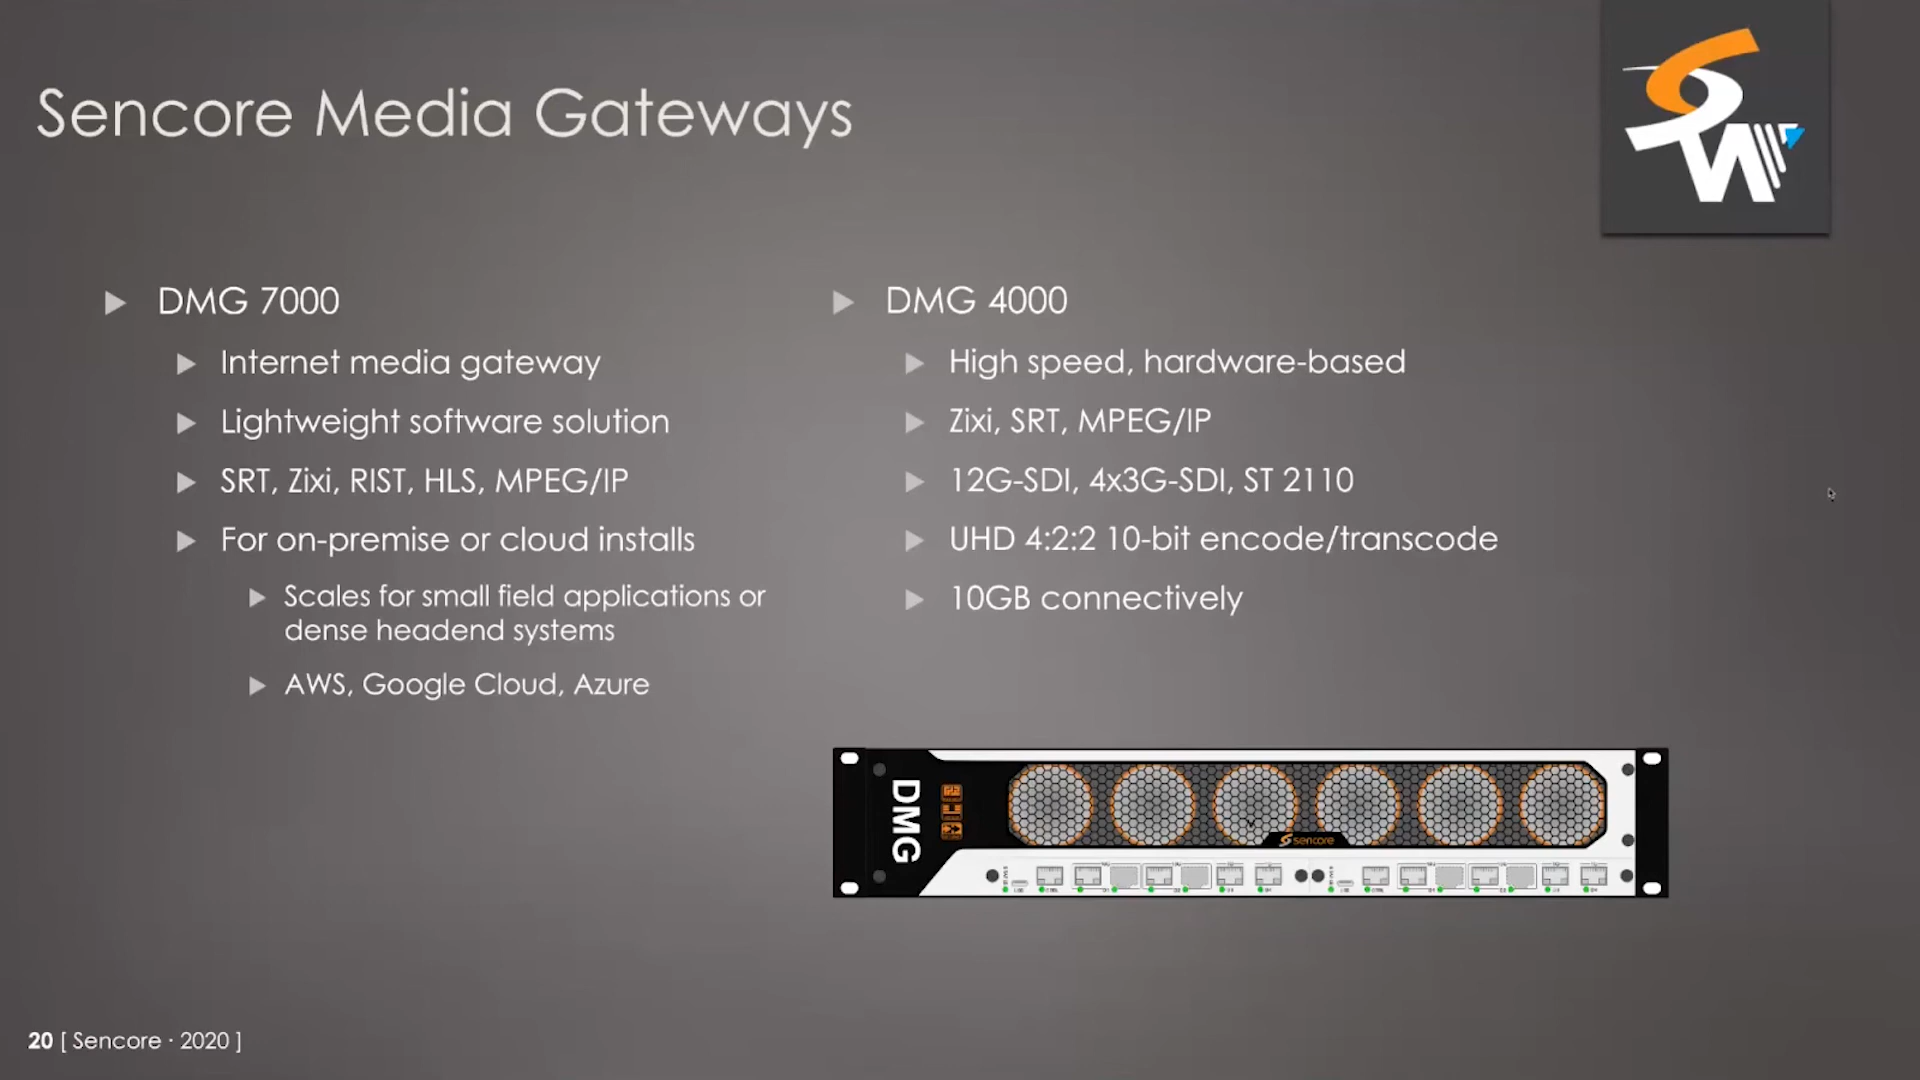 Sencore Media Gateways
DMG 7000
Internet media gateway
Lightweight software solution
SRT, Zixi, RIST, HLS, MPEG/IP
For on-premise or cloud installs
Scales for small field applications or
dense headend systems
AWS, Google Cloud, Azure
DMG 4000
High speed, hardware-based
Zixi, SRT, MPEG/IP
12G-SDI, 4x3G-SDI, ST 2110
UHD 4:2:2 10-bit encode/transcode
10GB connectively
DMG
sencore
20 [ Sencore · 2020 ]